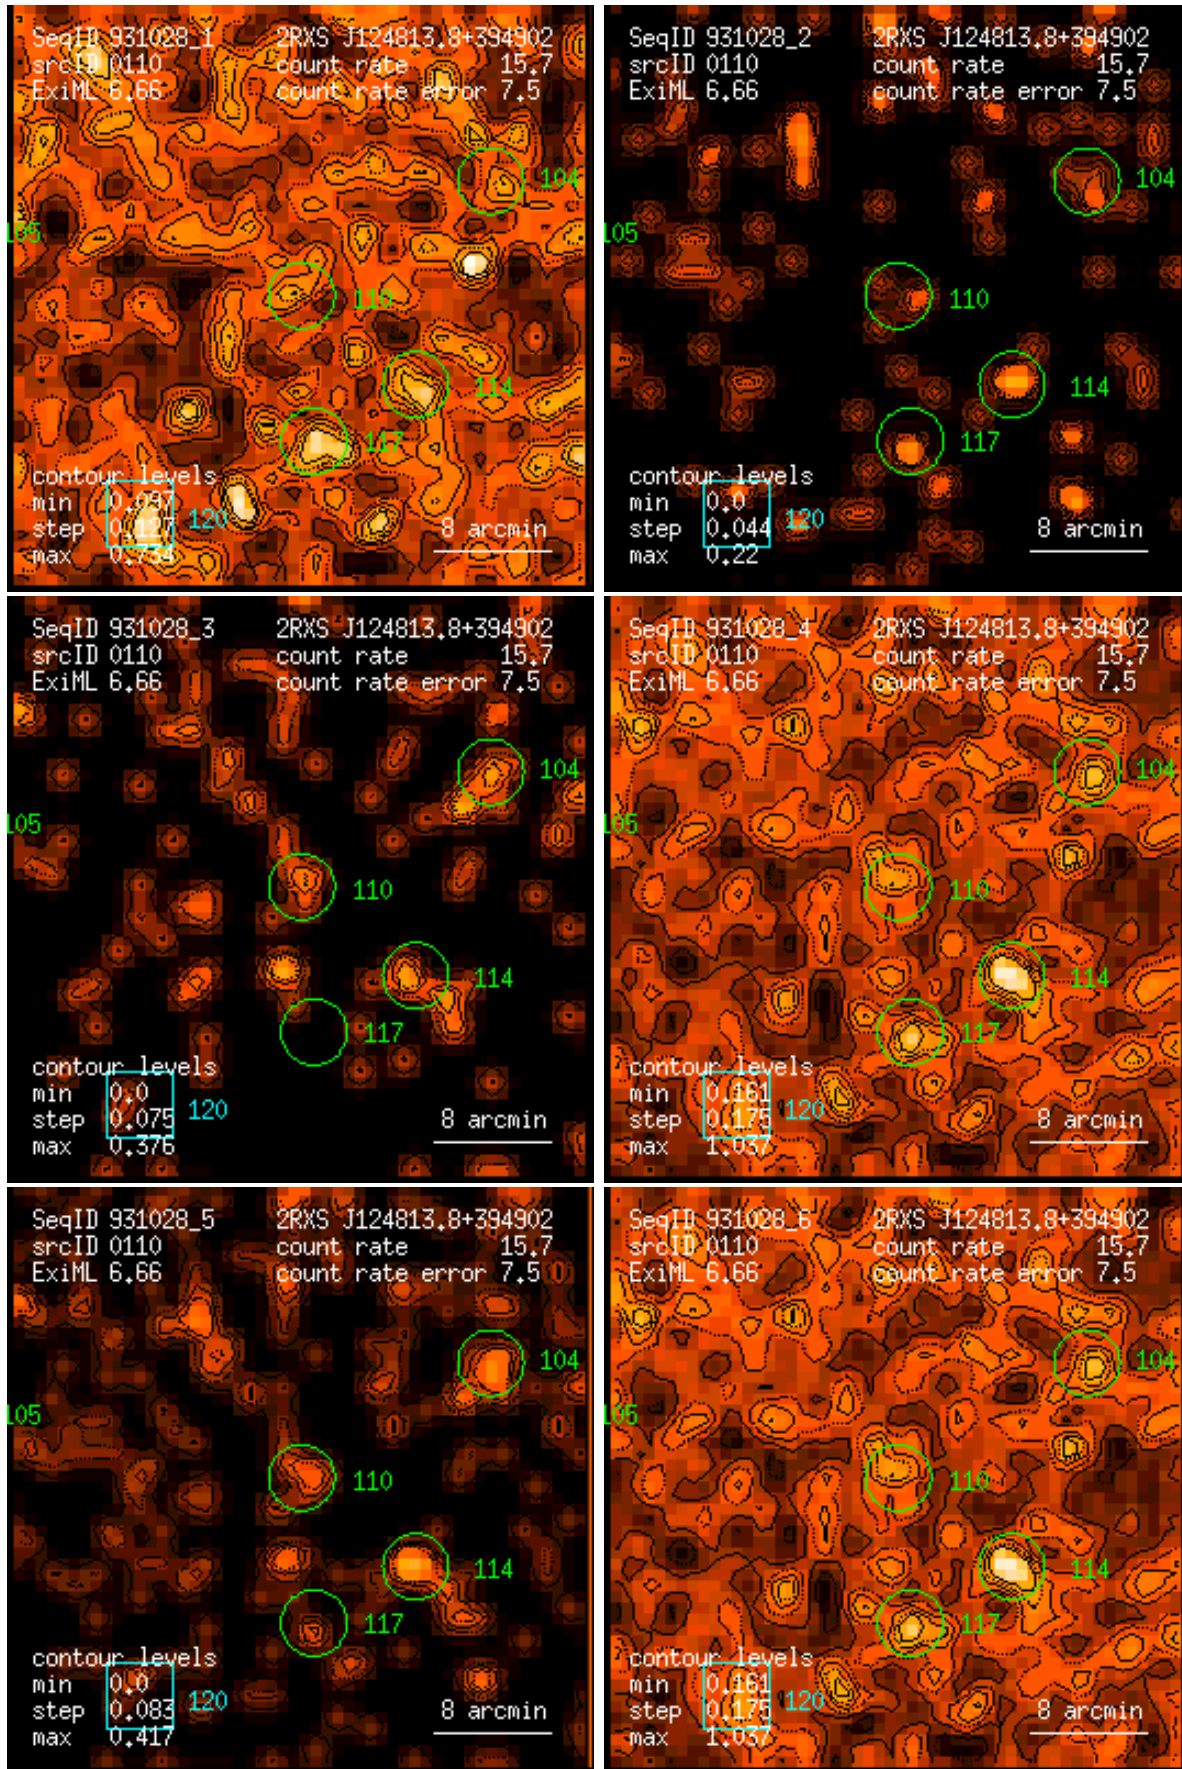 SeqID 931028_1 2RXS J124813.8+394902
srcID 0110 count rate 15.7
ExiML 6.66 count rate error 7.5
104
105
110
114
117
contour levels
min 0.097
step 0.127 120 8 arcmin
max 0.734
SeqID 931028_2 2RXS J124813.8+394902
srcID 0110 count rate 15.7
ExiML 6.66 count rate error 7.5
104
105
110
114
117
contour levels
min 0.0
step 0.044 120 8 arcmin
max 0.22
SeqID 931028_3 2RXS J124813.8+394902
srcID 0110 count rate 15.7
ExiML 6.66 count rate error 7.5
104
105
110
114
117
contour levels
min 0.0
step 0.075 120 8 arcmin
max 0.376
SeqID 931028_4 2RXS J124813.8+394902
srcID 0110 count rate 15.7
ExiML 6.66 count rate error 7.5
104
105
110
114
117
contour levels
min 0.161
step 0.175 120 8 arcmin
max 1.037
SeqID 931028_5 2RXS J124813.8+394902
srcID 0110 count rate 15.7
ExiML 6.66 count rate error 7.5
104
105
110
114
117
contour levels
min 0.0
step 0.083 120 8 arcmin
max 0.417
SeqID 931028_6 2RXS J124813.8+394902
srcID 0110 count rate 15.7
ExiML 6.66 count rate error 7.5
104
105
110
114
117
contour levels
min 0.161
step 0.175 120 8 arcmin
max 1.037